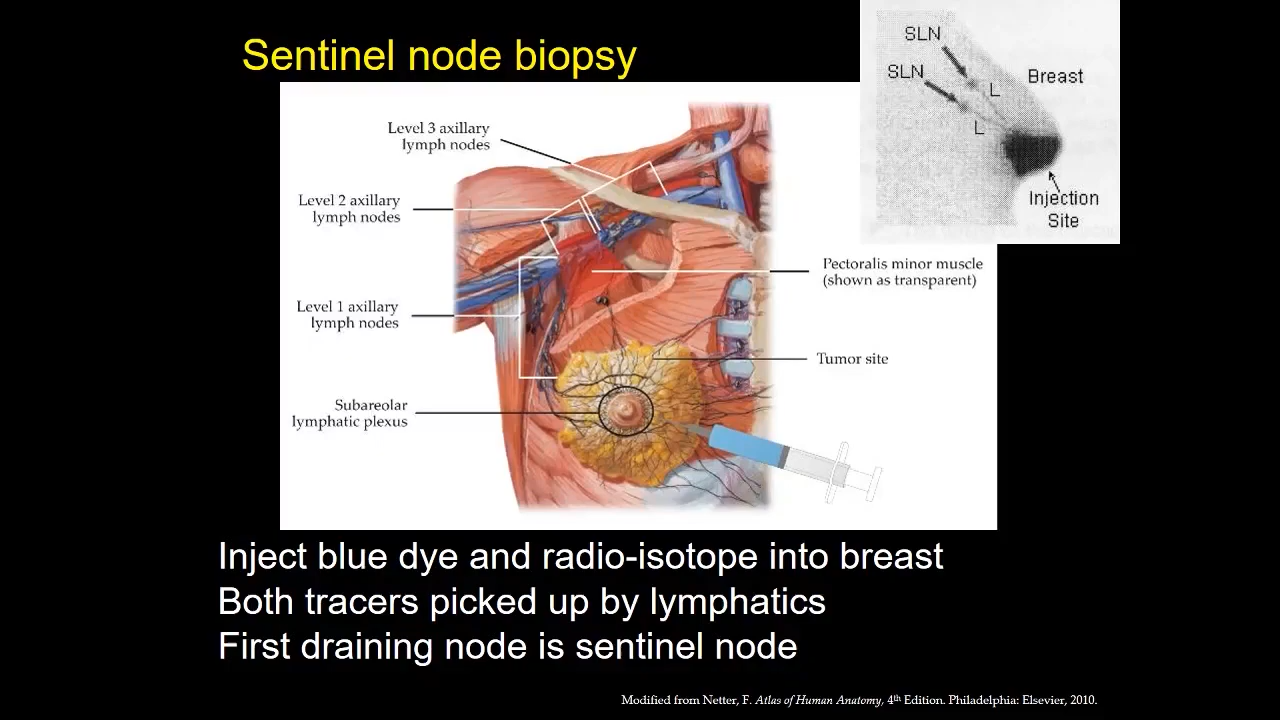 Sentinel node biopsy
SLN
SLN
L
Breast
L
Injection
Site
Level 3 axillary
lymph nodes
Level 2 axillary
lymph nodes
Level 1 axillary
lymph nodes
Subareolar
lymphatic plexus
Pectoralis minor muscle
(shown as transparent)
Tumor site
Inject blue dye and radio-isotope into breast
Both tracers picked up by lymphatics
First draining node is sentinel node
Modified from Netter, F. Atlas of Human Anatomy, 4th Edition. Philadelphia: Elsevier, 2010.